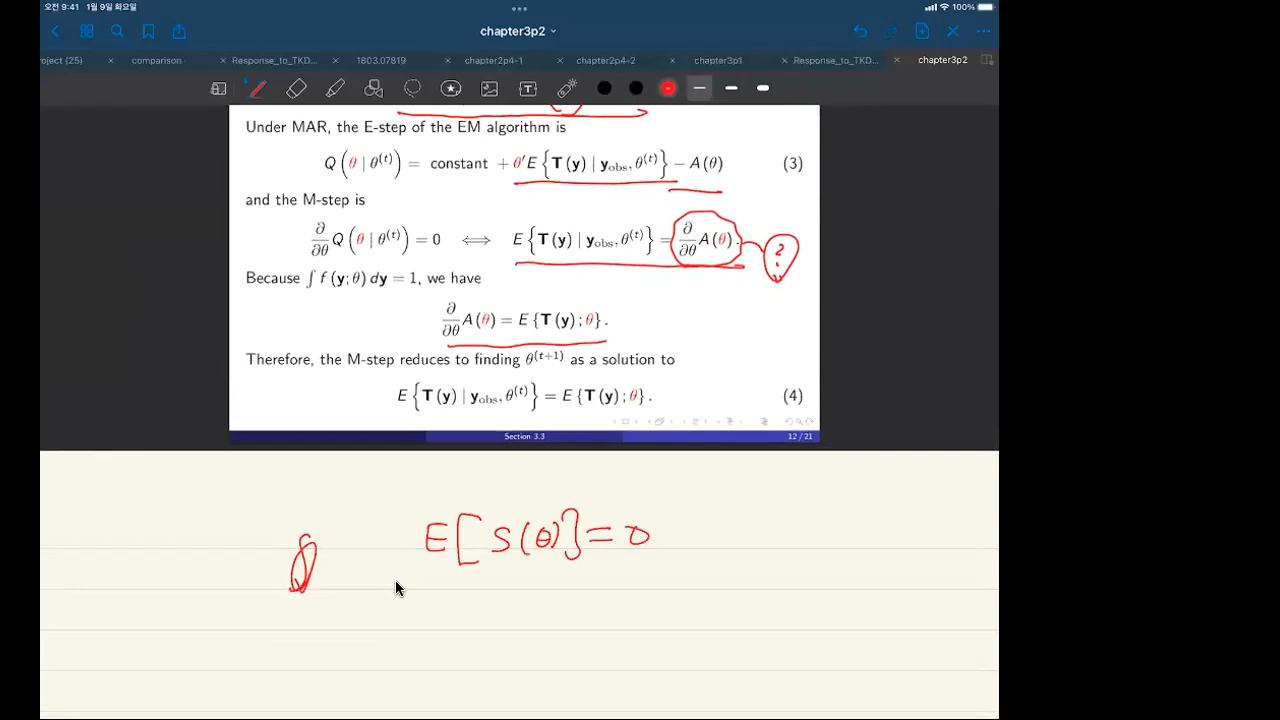 오전 9:41 1월 9일 화요일
100%
chapter3p2
roject (25) comparison Response_to_TKD... 1803.07819 chapter2p4-1 chapter2p4-2 chapter3p1 Response_to_TKD... chapter3p2
Under MAR, the E-step of the EM algorithm is
Q(θ | θ^(t)) = constant + θ′E{T(y) | y_obs, θ^(t)} − A(θ) (3)
and the M-step is
∂/∂θ Q(θ | θ^(t)) = 0 ⟺ E{T(y) | y_obs, θ^(t)} = ∂/∂θ A(θ). ?
Because ∫ f(y; θ) dy = 1, we have
∂/∂θ A(θ) = E{T(y); θ}.
Therefore, the M-step reduces to finding θ^(t+1) as a solution to
E{T(y) | y_obs, θ^(t)} = E{T(y); θ}. (4)
Section 3.3 12 / 21
E[S(θ)] = 0